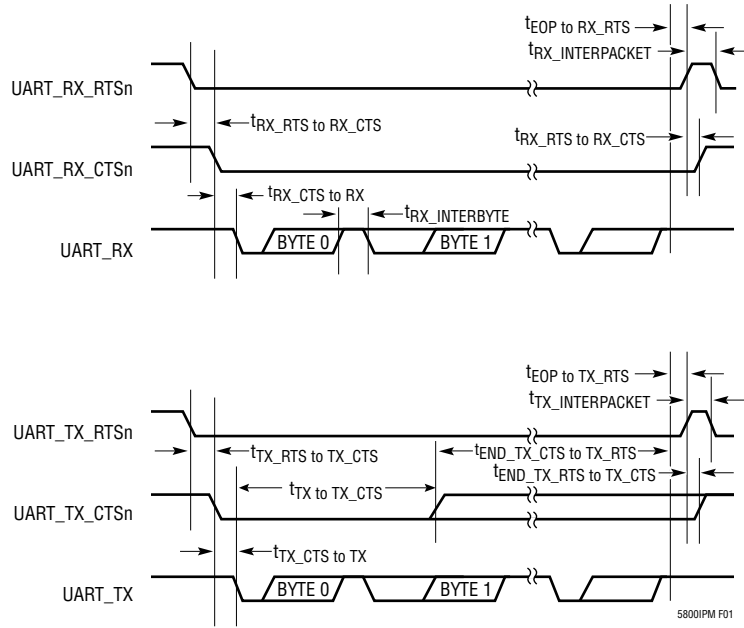 tEOP to RX_RTS
tRX_INTERPACKET
UART_RX_RTSn
tRX_RTS to RX_CTS
tRX_RTS to RX_CTS
UART_RX_CTSn
tRX_CTS to RX
tRX_INTERBYTE
UART_RX
BYTE 0
BYTE 1
tEOP to TX_RTS
tTX_INTERPACKET
UART_TX_RTSn
tTX_RTS to TX_CTS
tEND_TX_CTS to TX_RTS
tEND_TX_RTS to TX_CTS
tTX to TX_CTS
UART_TX_CTSn
tTX_CTS to TX
UART_TX
BYTE 0
BYTE 1
5800IPM F01